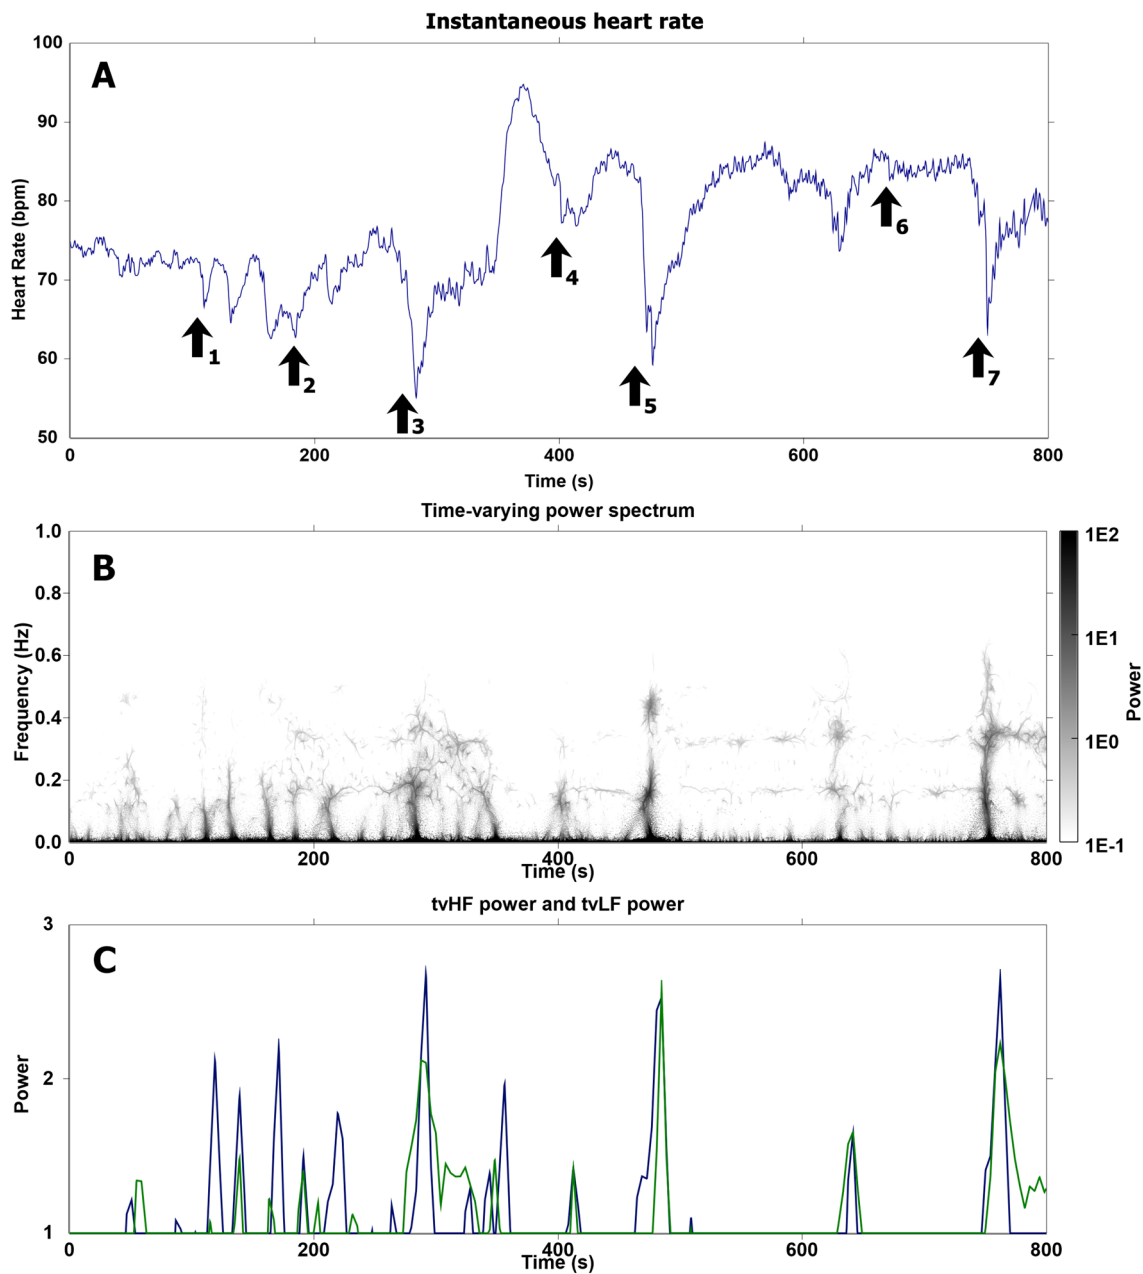 Instantaneous heart rate
A
Heart Rate (bpm)
100
90
80
70
60
50
1
2
3
4
5
6
7
0
200
400
600
800
Time (s)
Time-varying power spectrum
B
Frequency (Hz)
1.0
0.8
0.6
0.4
0.2
0.0
0
200
400
600
800
Time (s)
1E2
1E1
1E0
1E-1
Power
tvHF power and tvLF power
C
Power
3
2
1
0
200
400
600
800
Time (s)